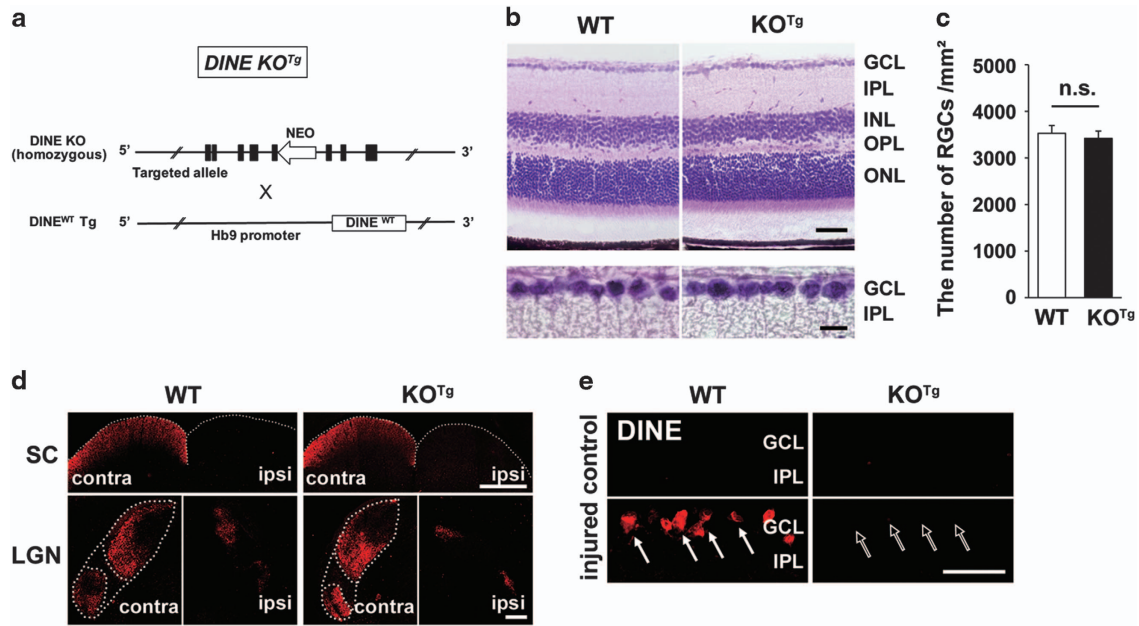 a
DINE KO^Tg
DINE KO
(homozygous)
5'
NEO
3'
Targeted allele
X
DINE^WT Tg
5'
DINE^WT
3'
Hb9 promoter
b
WT
KO^Tg
GCL
IPL
INL
OPL
ONL
GCL
IPL
c
The number of RGCs /mm²
5000
4000
3000
2000
1000
0
n.s.
WT
KO^Tg
d
WT
KO^Tg
SC
contra
ipsi
ipsi
LGN
contra
ipsi
contra
ipsi
e
WT
KO^Tg
injured control
DINE
GCL
IPL
GCL
IPL